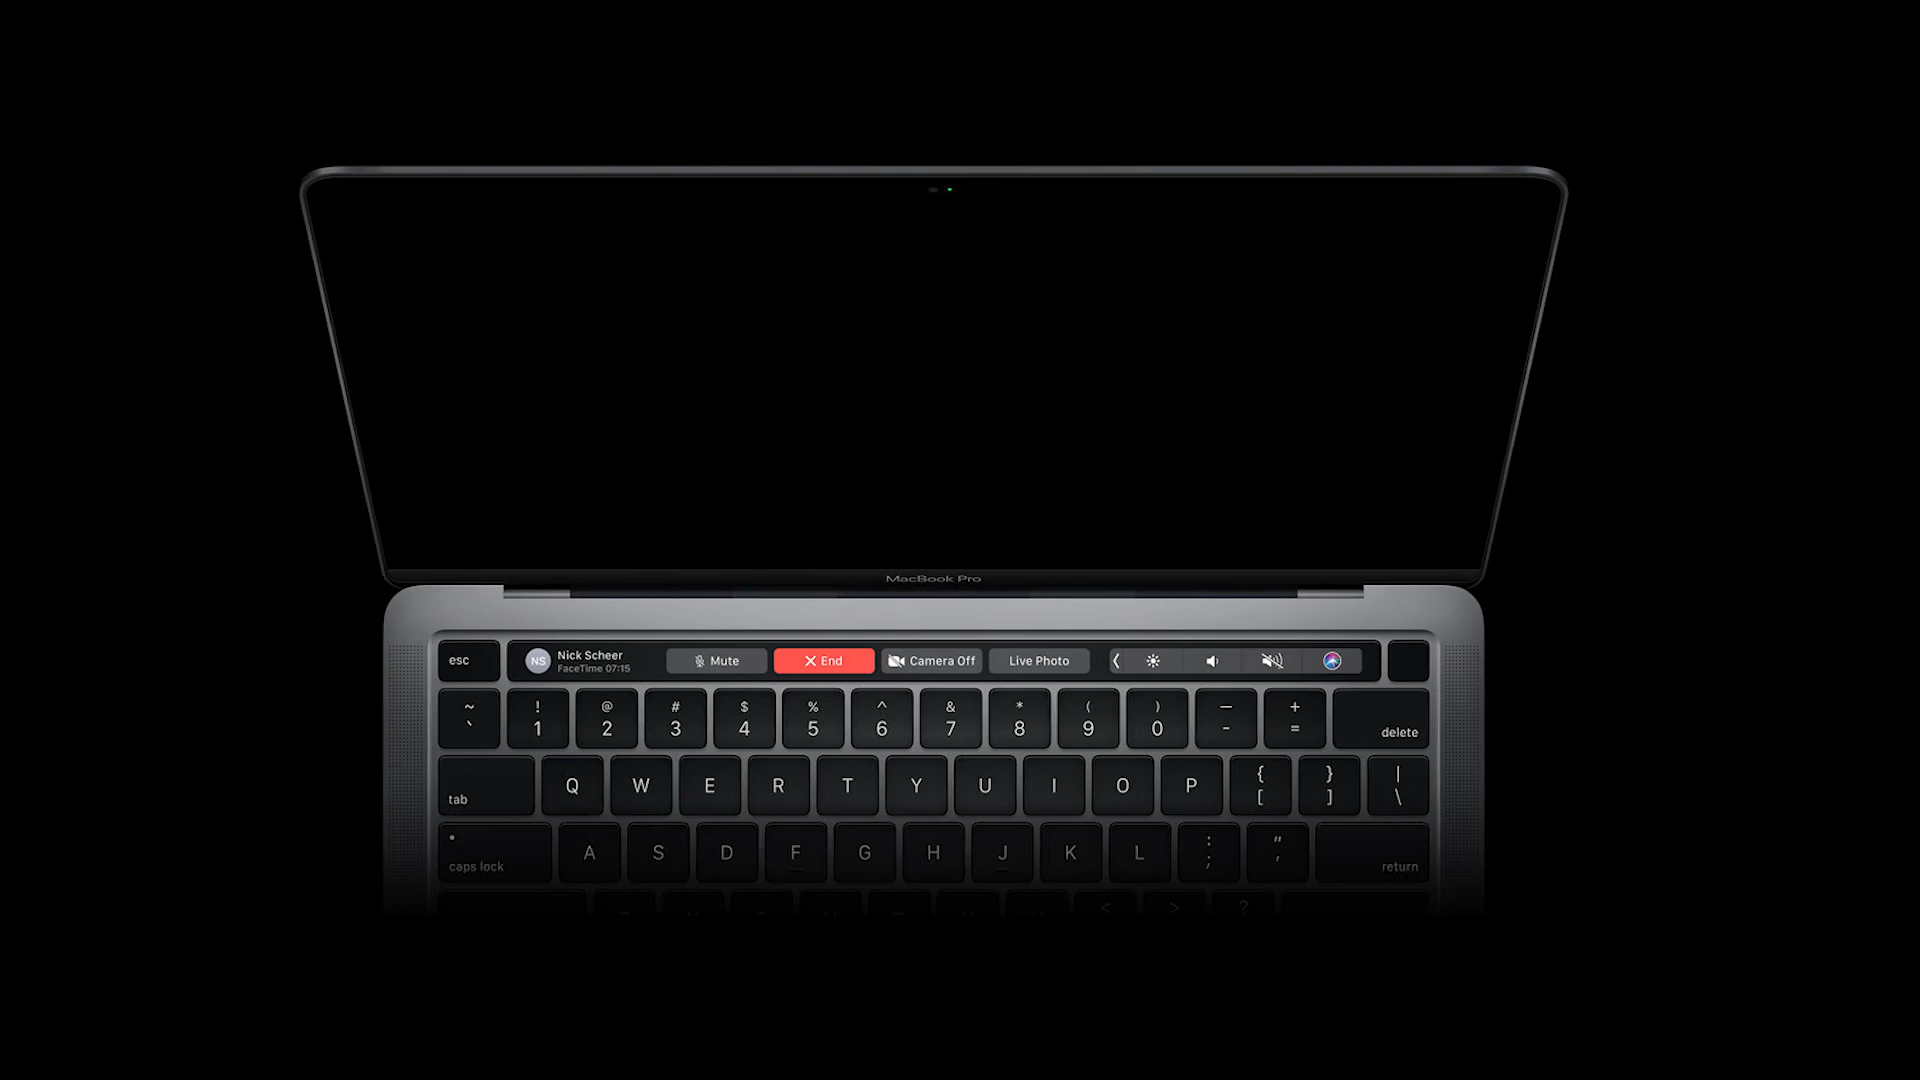 MacBook Pro
esc NS Nick Scheer Mute End Camera Off Live Photo
FaceTime 07:15
~ ! @ # $ % ^ & * ( ) — +
` 1 2 3 4 5 6 7 8 9 0 - = delete
tab Q W E R T Y U I O P { [ } ] | \
caps lock A S D F G H J K L : ; " ' return
< > ?